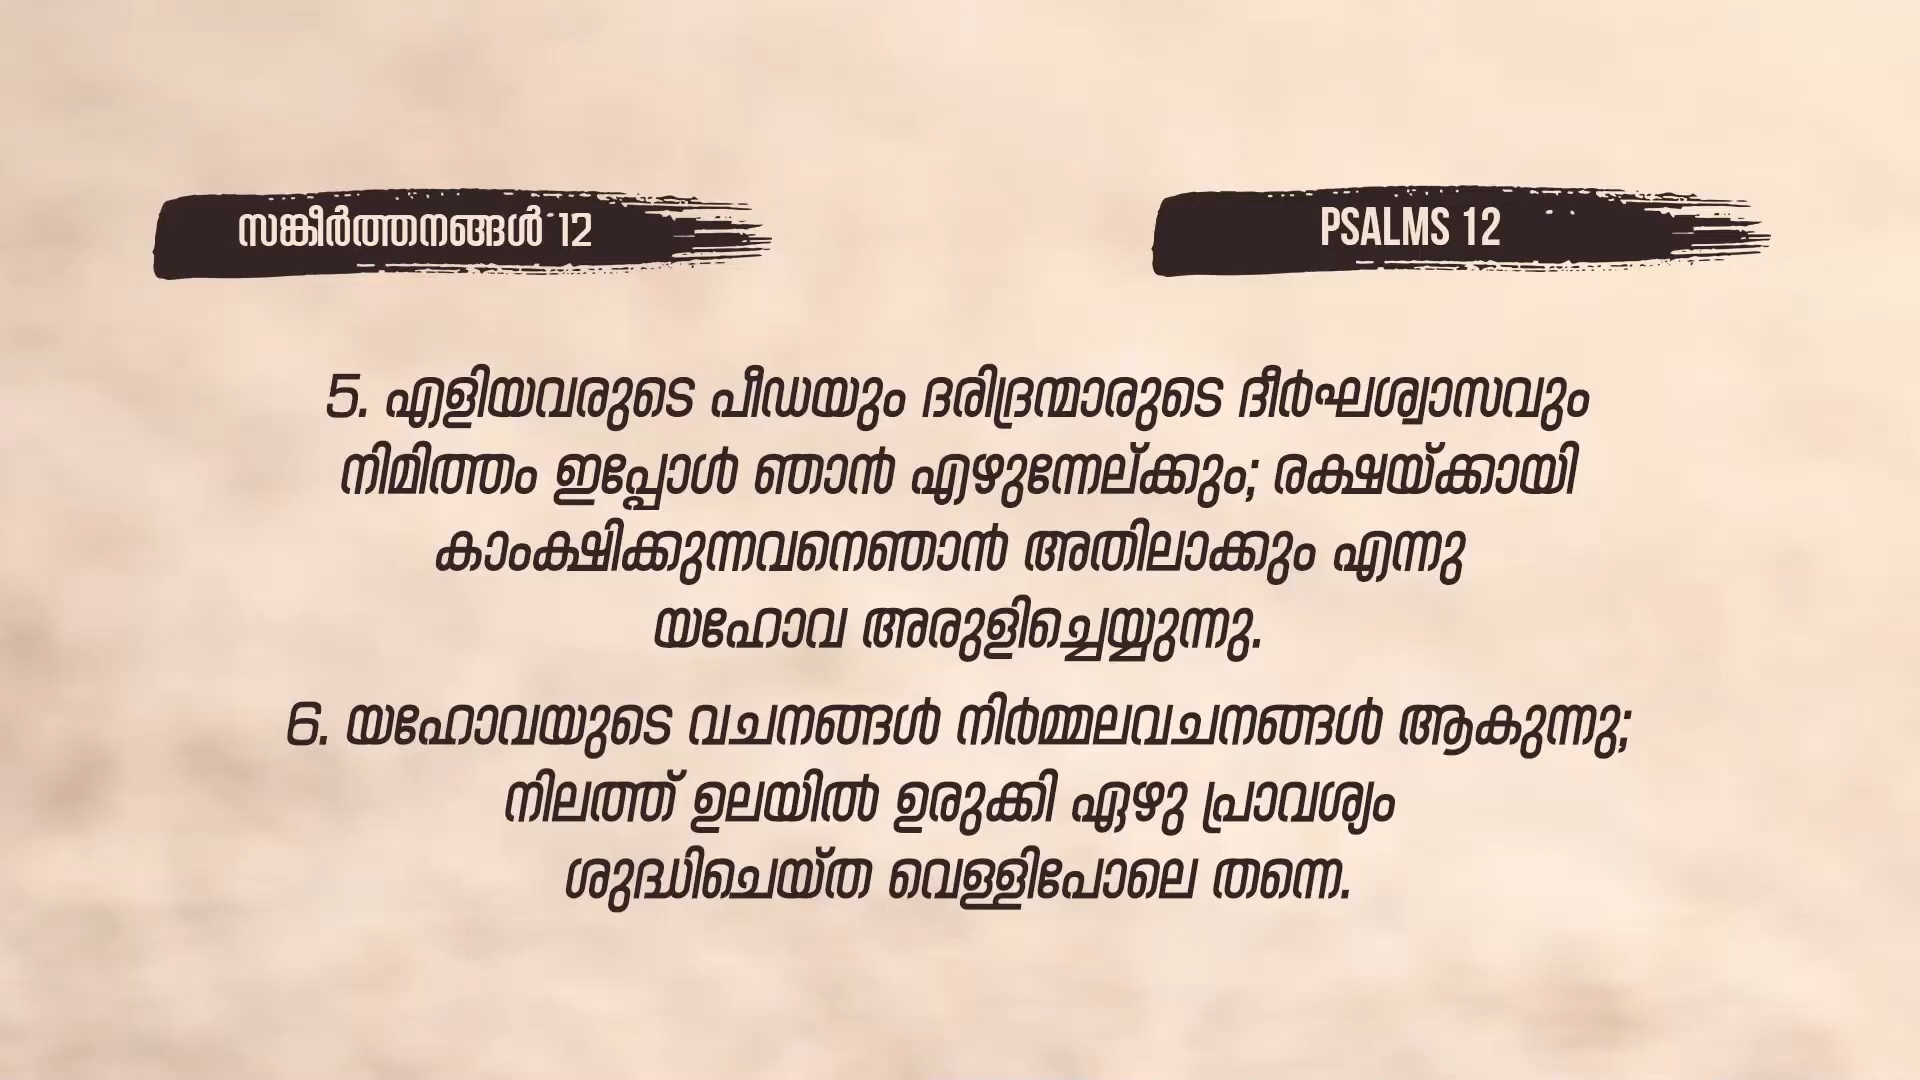 സങ്കീർത്തനങ്ങൾ 12
PSALMS 12
5. എളിയവരുടെ പീഡയും ദരിദ്രന്മാരുടെ ദീർഘശ്വാസവും
നിമിത്തം ഇപ്പോൾ ഞാൻ എഴുന്നേല്ക്കും; രക്ഷയ്ക്കായി
കാംക്ഷിക്കുന്നവനെഞാൻ അതിലാക്കും എന്നു
യഹോവ അരുളിച്ചെയ്യുന്നു.
6. യഹോവയുടെ വചനങ്ങൾ നിർമ്മലവചനങ്ങൾ ആകുന്നു;
നിലത്ത് ഉലയിൽ ഉരുക്കി ഏഴു പ്രാവശ്യം
ശുദ്ധിചെയ്ത വെള്ളിപോലെ തന്നെ.